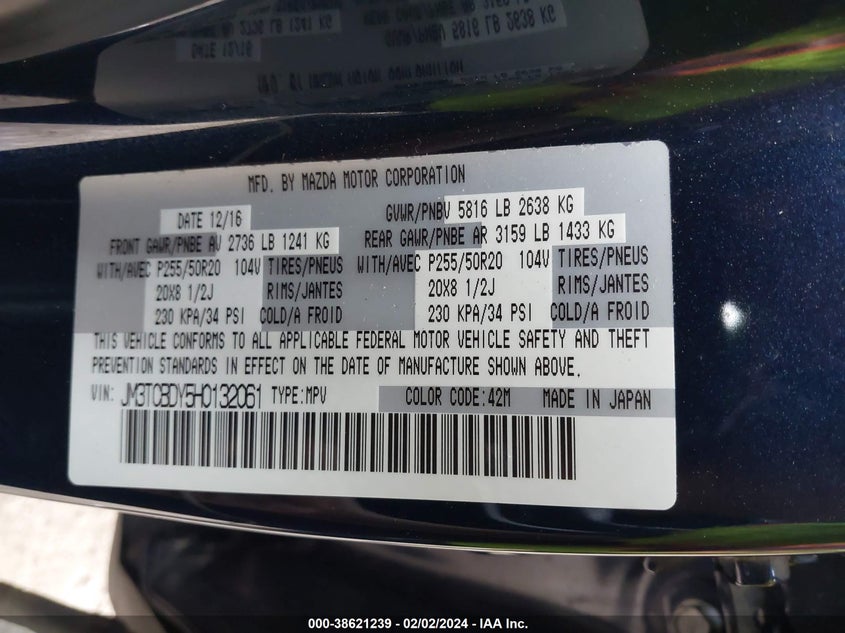 MFD. BY MAZDA MOTOR CORPORATION
DATE 12/16 GVWR/PNBV 5816 LB 2638 KG
FRONT GAWR/PNBE AV 2736 LB 1241 KG REAR GAWR/PNBE AR 3159 LB 1433 KG
WITH/AVEC P255/50R20 104V TIRES/PNEUS WITH/AVEC P255/50R20 104V TIRES/PNEUS
20X8 1/2J RIMS/JANTES 20X8 1/2J RIMS/JANTES
230 KPA/34 PSI COLD/A FROID 230 KPA/34 PSI COLD/A FROID
THIS VEHICLE CONFORMS TO ALL APPLICABLE FEDERAL MOTOR VEHICLE SAFETY AND THEFT
PREVENTION STANDARDS IN EFFECT ON THE DATE OF MANUFACTURE SHOWN ABOVE.
VIN: JM3TCBDY5H0132061 TYPE:MPV COLOR CODE:42M MADE IN JAPAN
000-38621239 - 02/02/2024 - IAA Inc.